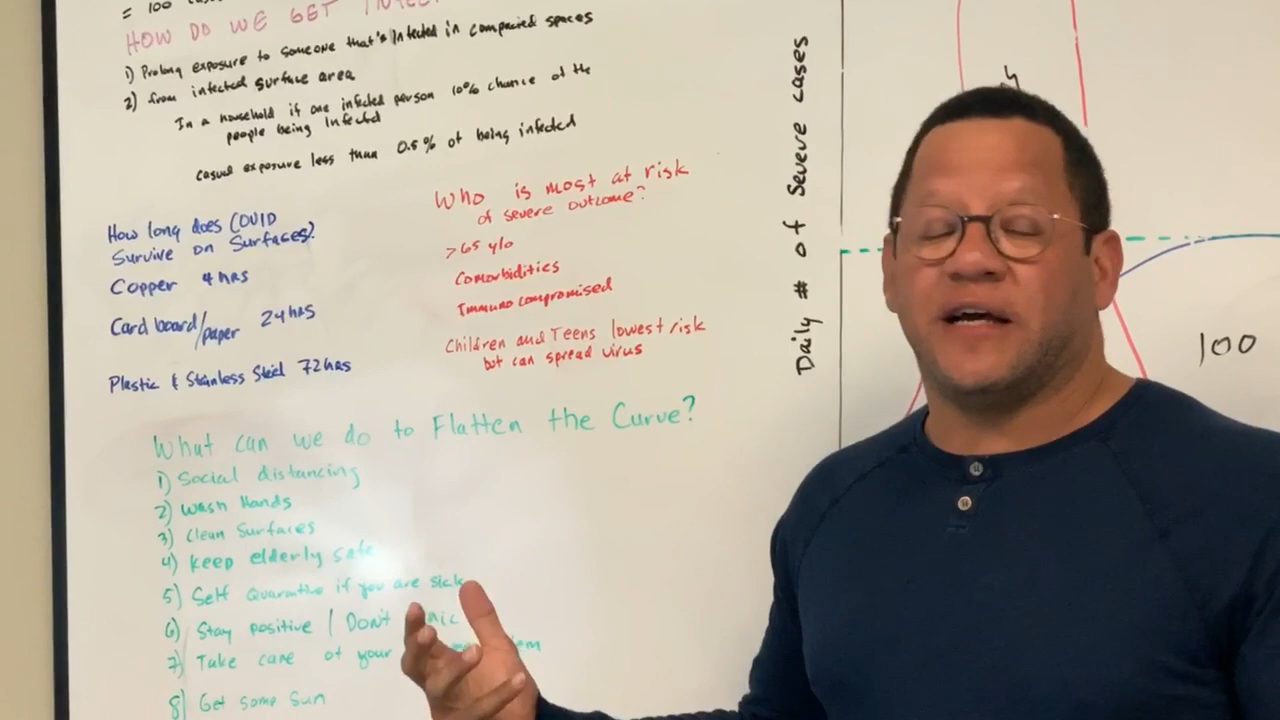 = 100
HOW DO WE GET
1) Prolong exposure to someone that's infected in compacted spaces
2) from infected surface area
In a household if one infected person 10% chance of the
people being infected
casual exposure less than 0.5% of being infected
How long does COVID
Survive on Surfaces?
Copper 4 hrs
Card board/paper 24 hrs
Plastic & Stainless Steel 72 hrs
Who is most at risk
of severe outcome?
>65 y/o
Comorbidities
Immunocompromised
Children and Teens lowest risk
but can spread virus
What can we do to Flatten the Curve?
1) Social distancing
2) Wash Hands
3) Clean Surfaces
4) Keep elderly safe
5) Self Quarantine if you are sick
6) Stay positive / Don't
7) Take care of your
8) Get some sun
Daily # of Severe cases
100